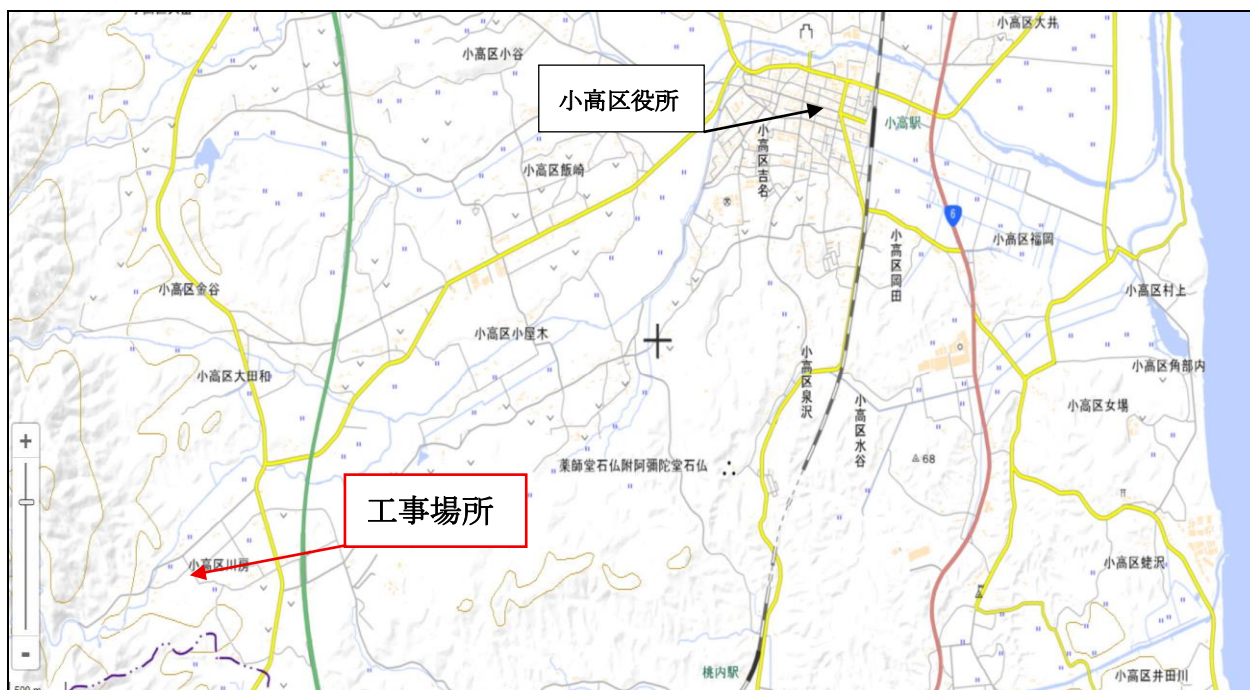 小高区大井
小高区小谷
小高区役所
小高駅
小高区飯崎
小高区吉名
6
小高区福岡
小高区岡田
小高区金谷
小高区村上
小高区小屋木
小高区角部内
小高区大田和
小高区泉沢
小高区女場
小高区水谷
68
薬師堂石仏附阿彌陀堂石仏
工事場所
小高区川房
小高区蛯沢
桃内駅
小高区井田川
+
-